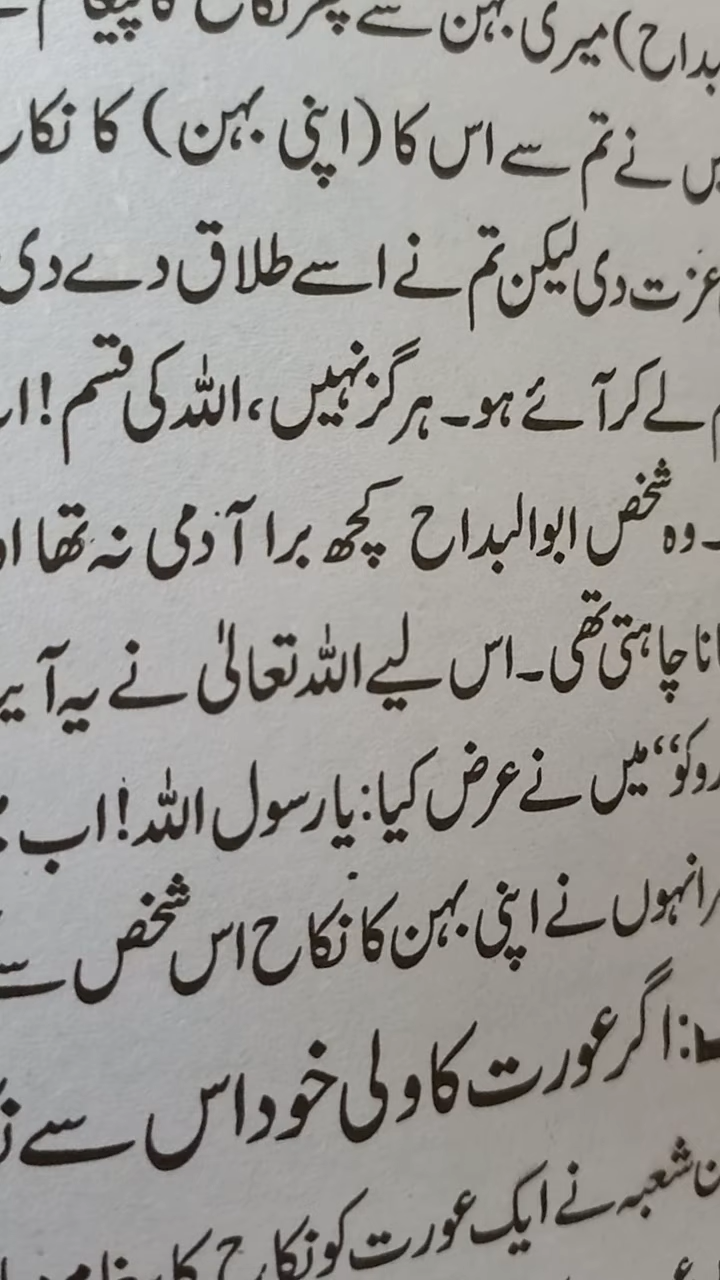 بداح) میری بہن سے پھر نکاح کا پیغام
نے تم سے اس کا (اپنی بہن) کا نکاح
عزت دی لیکن تم نے اسے طلاق دے دی
لے کر آئے ہو۔ ہرگز نہیں، اللہ کی قسم!
۔ وہ شخص ابوالبداح کچھ برا آدمی نہ تھا
چاہتی تھی۔ اس لیے اللہ تعالیٰ نے یہ
روکو“ میں نے عرض کیا: یا رسول اللہ! اب
انہوں نے اپنی بہن کا نکاح اس شخص سے
: اگر عورت کا ولی خود اس سے
شعبہ نے ایک عورت کو نکاح کا